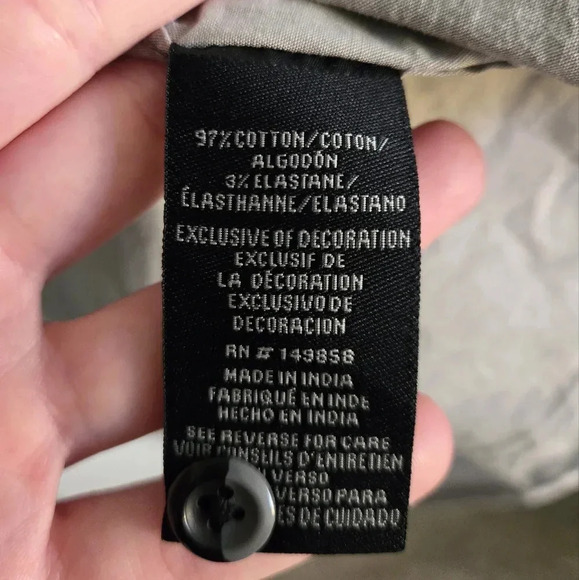 97% COTTON/COTON/
ALGODÓN
3% ELASTANE/
ÉLASTHANNE/ELASTANO
EXCLUSIVE OF DECORATION
EXCLUSIF DE
LA DÉCORATION
EXCLUSIVO DE
DECORACION
RN # 149858
MADE IN INDIA
FABRIQUÉ EN INDE
HECHO EN INDIA
SEE REVERSE FOR CARE
VOIR CONSEILS D'ENTRETIEN
VERSO
VERSO PARA
DE CUIDADO